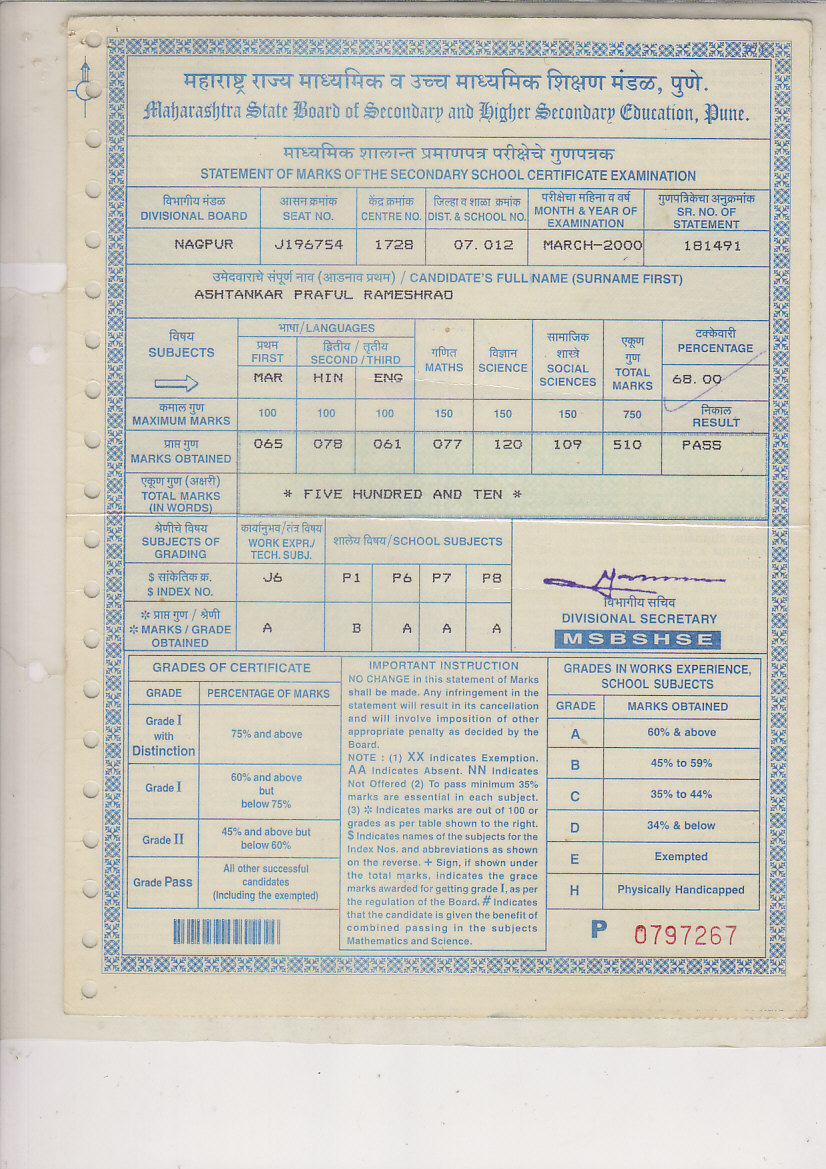 महाराष्ट्र राज्य माध्यमिक व उच्च माध्यमिक शिक्षण मंडळ, पुणे.
Maharashtra State Board of Secondary and Higher Secondary Education, Pune.
माध्यमिक शालान्त प्रमाणपत्र परीक्षेचे गुणपत्रक
STATEMENT OF MARKS OF THE SECONDARY SCHOOL CERTIFICATE EXAMINATION
विभागीय मंडळ
DIVISIONAL BOARD
आसन क्रमांक
SEAT NO.
केंद्र क्रमांक
CENTRE NO.
जिल्हा व शाळा क्रमांक
DIST. & SCHOOL NO.
परीक्षेचा महिना व वर्ष
MONTH & YEAR OF
EXAMINATION
गुणपत्रिकेचा अनुक्रमांक
SR. NO. OF
STATEMENT
NAGPUR J196754 1728 07.012 MARCH-2000 181491
उमेदवाराचे संपूर्ण नाव (आडनाव प्रथम) / CANDIDATE'S FULL NAME (SURNAME FIRST)
ASHTANKAR PRAFUL RAMESHRAO
विषय
SUBJECTS
भाषा/LANGUAGES
प्रथम
FIRST
द्वितीय / तृतीय
SECOND / THIRD
MAR HIN ENG
गणित
MATHS
विज्ञान
SCIENCE
सामाजिक
शास्त्रे
SOCIAL
SCIENCES
एकूण
गुण
TOTAL
MARKS
टक्केवारी
PERCENTAGE
68.00
कमाल गुण
MAXIMUM MARKS
100 100 100 150 150 150 750
निकाल
RESULT
प्राप्त गुण
MARKS OBTAINED
065 078 061 077 120 109 510 PASS
एकूण गुण (अक्षरी)
TOTAL MARKS
(IN WORDS)
* FIVE HUNDRED AND TEN *
श्रेणीचे विषय
SUBJECTS OF
GRADING
कार्यानुभव/तंत्र विषय
WORK EXPR./
TECH. SUBJ.
शालेय विषय/SCHOOL SUBJECTS
$ सांकेतिक क्र.
$ INDEX NO.
J6 P1 P6 P7 P8
* प्राप्त गुण / श्रेणी
* MARKS / GRADE
OBTAINED
A B A A A
विभागीय सचिव
DIVISIONAL SECRETARY
MSBSHSE
GRADES OF CERTIFICATE
GRADE PERCENTAGE OF MARKS
Grade I
with
Distinction
75% and above
Grade I
60% and above
but
below 75%
Grade II
45% and above but
below 60%
Grade Pass
All other successful
candidates
(Including the exempted)
IMPORTANT INSTRUCTION
NO CHANGE in this statement of Marks
shall be made. Any infringement in the
statement will result in its cancellation
and will involve imposition of other
appropriate penalty as decided by the
Board.
NOTE : (1) XX indicates Exemption.
AA Indicates Absent. NN Indicates
Not Offered (2) To pass minimum 35%
marks are essential in each subject.
(3) * Indicates marks are out of 100 or
grades as per table shown to the right.
$ Indicates names of the subjects for the
Index Nos. and abbreviations as shown
on the reverse. + Sign, if shown under
the total marks, indicates the grace
marks awarded for getting grade I, as per
the regulation of the Board. # Indicates
that the candidate is given the benefit of
combined passing in the subjects
Mathematics and Science.
GRADES IN WORKS EXPERIENCE,
SCHOOL SUBJECTS
GRADE MARKS OBTAINED
A 60% & above
B 45% to 59%
C 35% to 44%
D 34% & below
E Exempted
H Physically Handicapped
P 0797267